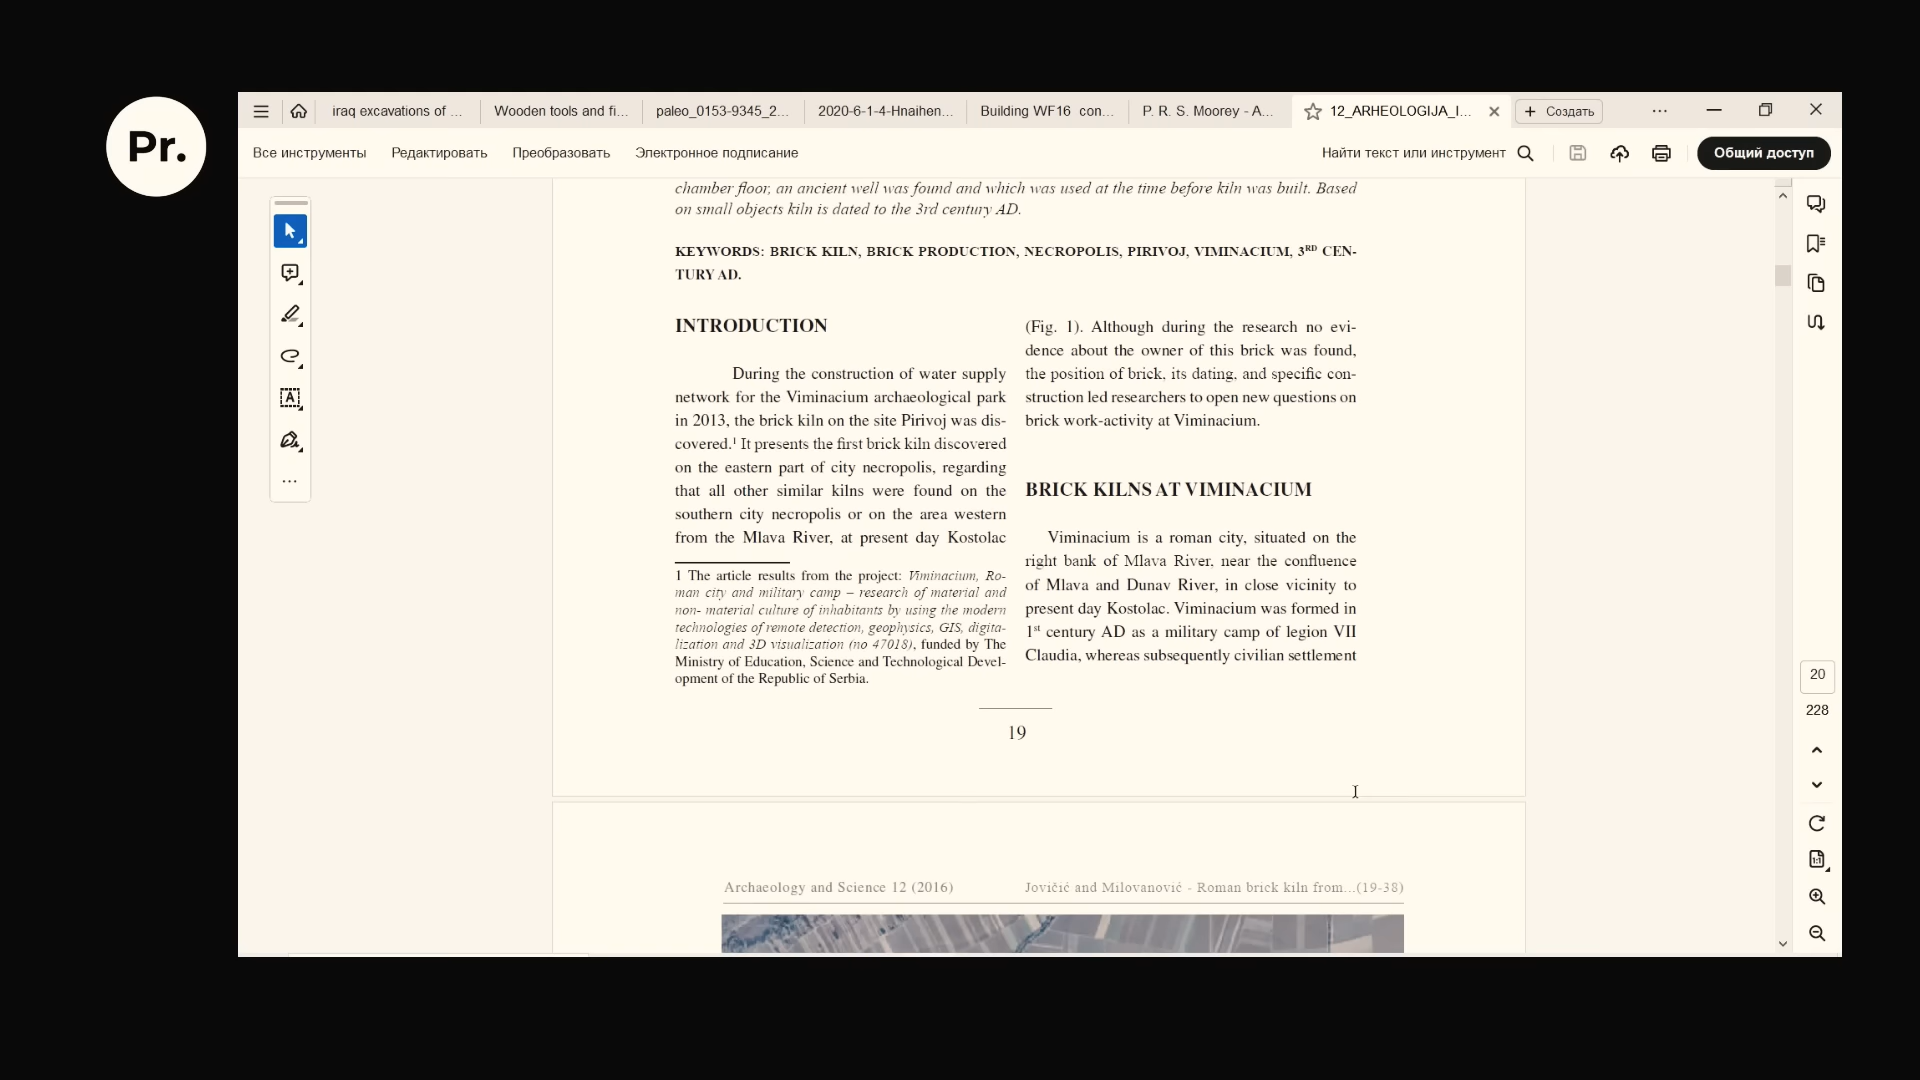 Pr.
iraq excavations of ...
Wooden tools and fi...
paleo_0153-9345_2...
2020-6-1-4-Hnaihen...
Building WF16 con...
P. R. S. Moorey - A...
12_ARHEOLOGIJA_I...
Создать
Все инструменты
Редактировать
Преобразовать
Электронное подписание
Найти текст или инструмент
Общий доступ
chamber floor, an ancient well was found and which was used at the time before kiln was built. Based
on small objects kiln is dated to the 3rd century AD.
KEYWORDS: BRICK KILN, BRICK PRODUCTION, NECROPOLIS, PIRIVOJ, VIMINACIUM, 3RD CEN-
TURY AD.
INTRODUCTION
During the construction of water supply
network for the Viminacium archaeological park
in 2013, the brick kiln on the site Pirivoj was dis-
covered.1 It presents the first brick kiln discovered
on the eastern part of city necropolis, regarding
that all other similar kilns were found on the
southern city necropolis or on the area western
from the Mlava River, at present day Kostolac
1 The article results from the project: Viminacium, Ro-
man city and military camp – research of material and
non- material culture of inhabitants by using the modern
technologies of remote detection, geophysics, GIS, digita-
lization and 3D visualization (no 47018), funded by The
Ministry of Education, Science and Technological Devel-
opment of the Republic of Serbia.
(Fig. 1). Although during the research no evi-
dence about the owner of this brick was found,
the position of brick, its dating, and specific con-
struction led researchers to open new questions on
brick work-activity at Viminacium.
BRICK KILNS AT VIMINACIUM
Viminacium is a roman city, situated on the
right bank of Mlava River, near the confluence
of Mlava and Dunav River, in close vicinity to
present day Kostolac. Viminacium was formed in
1st century AD as a military camp of legion VII
Claudia, whereas subsequently civilian settlement
19
20
228
Archaeology and Science 12 (2016)
Jovičić and Milovanović - Roman brick kiln from...(19-38)